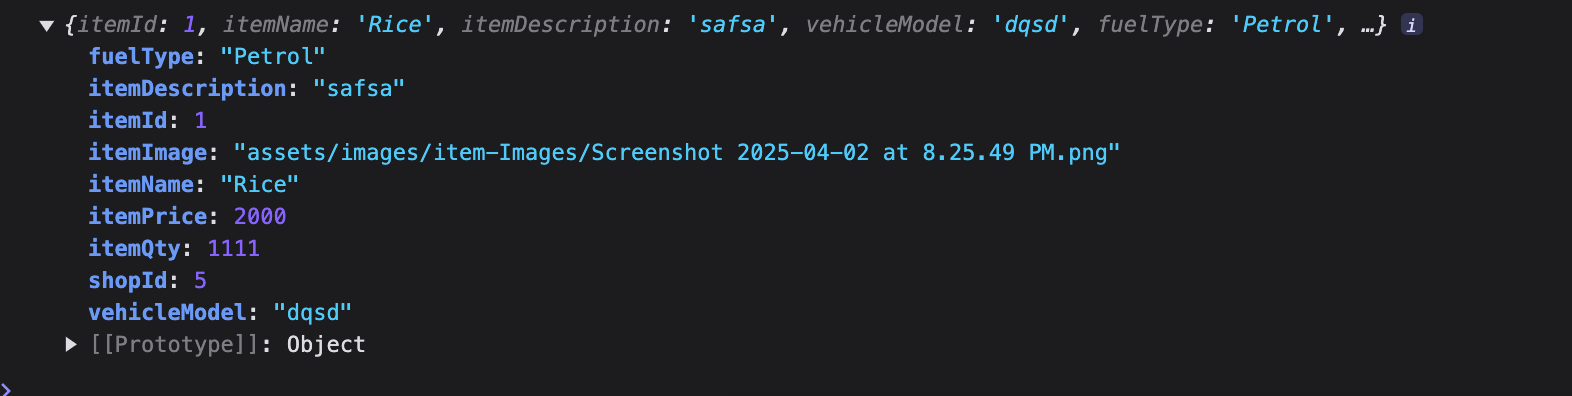 ▼ {itemId: 1, itemName: 'Rice', itemDescription: 'safsa', vehicleModel: 'dqsd', fuelType: 'Petrol', …} i
fuelType: "Petrol"
itemDescription: "safsa"
itemId: 1
itemImage: "assets/images/item-Images/Screenshot 2025-04-02 at 8.25.49 PM.png"
itemName: "Rice"
itemPrice: 2000
itemQty: 1111
shopId: 5
vehicleModel: "dqsd"
▶ [[Prototype]]: Object